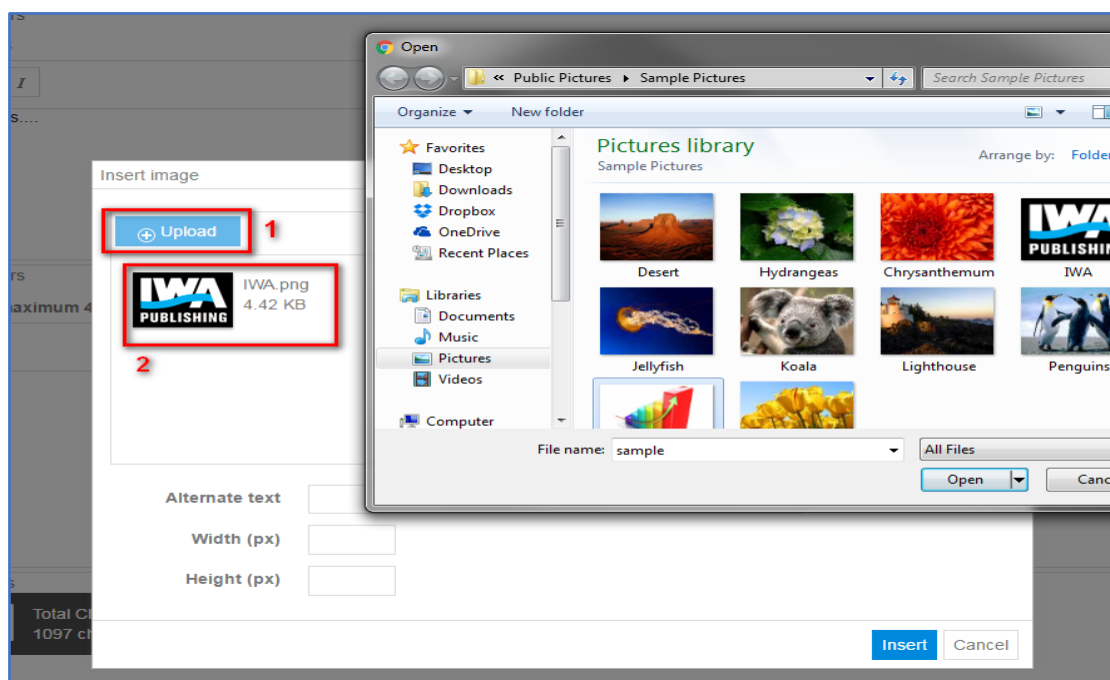 Open
« Public Pictures ▸ Sample Pictures
Search Sample Pictures
I
Organize
New folder
s....
Favorites
Desktop
Downloads
Dropbox
OneDrive
Recent Places
Libraries
Documents
Music
Pictures
Videos
Computer
Pictures library
Sample Pictures
Arrange by: Folder
Desert
Hydrangeas
Chrysanthemum
IWA
PUBLISHING
IWA
Jellyfish
Koala
Lighthouse
Penguins
File name: sample
All Files
Open
Canc
Insert image
Upload
1
IWA
PUBLISHING
IWA.png
4.42 KB
2
rs
aximum 4
Alternate text
Width (px)
Height (px)
Total C
1097 c
Insert
Cancel